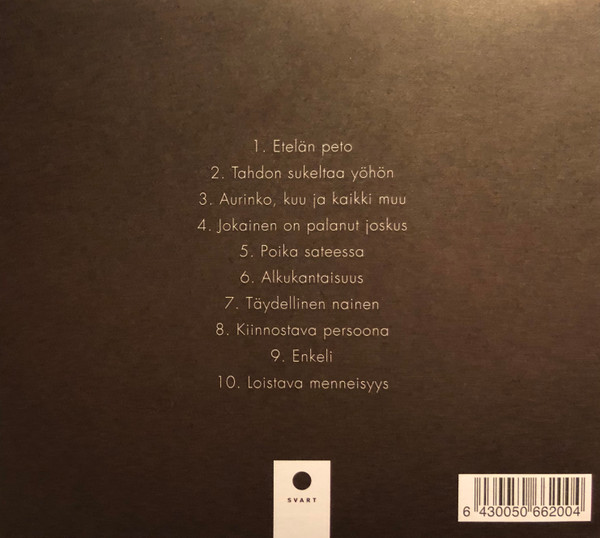 1. Etelän peto
2. Tahdon sukeltaa yöhön
3. Aurinko, kuu ja kaikki muu
4. Jokainen on palanut joskus
5. Poika sateessa
6. Alkukantaisuus
7. Täydellinen nainen
8. Kiinnostava persoona
9. Enkeli
10. Loistava menneisyys
SVART
6 430050 662004